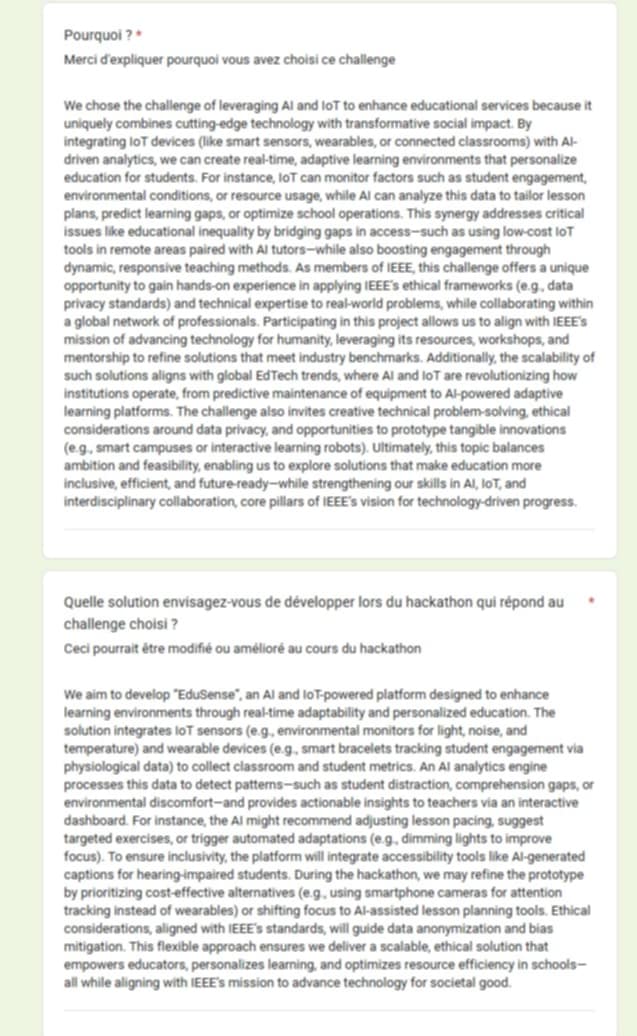 Pourquoi ? *
Merci d'expliquer pourquoi vous avez choisi ce challenge
We chose the challenge of leveraging AI and IoT to enhance educational services because it
uniquely combines cutting-edge technology with transformative social impact. By
integrating IoT devices (like smart sensors, wearables, or connected classrooms) with AI-
driven analytics, we can create real-time, adaptive learning environments that personalize
education for students. For instance, IoT can monitor factors such as student engagement,
environmental conditions, or resource usage, while AI can analyze this data to tailor lesson
plans, predict learning gaps, or optimize school operations. This synergy addresses critical
issues like educational inequality by bridging gaps in access—such as using low-cost IoT
tools in remote areas paired with AI tutors—while also boosting engagement through
dynamic, responsive teaching methods. As members of IEEE, this challenge offers a unique
opportunity to gain hands-on experience in applying IEEE's ethical frameworks (e.g., data
privacy standards) and technical expertise to real-world problems, while collaborating within
a global network of professionals. Participating in this project allows us to align with IEEE's
mission of advancing technology for humanity, leveraging its resources, workshops, and
mentorship to refine solutions that meet industry benchmarks. Additionally, the scalability of
such solutions aligns with global EdTech trends, where AI and IoT are revolutionizing how
institutions operate, from predictive maintenance of equipment to AI-powered adaptive
learning platforms. The challenge also invites creative technical problem-solving, ethical
considerations around data privacy, and opportunities to prototype tangible innovations
(e.g., smart campuses or interactive learning robots). Ultimately, this topic balances
ambition and feasibility, enabling us to explore solutions that make education more
inclusive, efficient, and future-ready—while strengthening our skills in AI, IoT, and
interdisciplinary collaboration, core pillars of IEEE's vision for technology-driven progress.
Quelle solution envisagez-vous de développer lors du hackathon qui répond au *
challenge choisi ?
Ceci pourrait être modifié ou amélioré au cours du hackathon
We aim to develop "EduSense", an AI and IoT-powered platform designed to enhance
learning environments through real-time adaptability and personalized education. The
solution integrates IoT sensors (e.g., environmental monitors for light, noise, and
temperature) and wearable devices (e.g., smart bracelets tracking student engagement via
physiological data) to collect classroom and student metrics. An AI analytics engine
processes this data to detect patterns—such as student distraction, comprehension gaps, or
environmental discomfort—and provides actionable insights to teachers via an interactive
dashboard. For instance, the AI might recommend adjusting lesson pacing, suggest
targeted exercises, or trigger automated adaptations (e.g., dimming lights to improve
focus). To ensure inclusivity, the platform will integrate accessibility tools like AI-generated
captions for hearing-impaired students. During the hackathon, we may refine the prototype
by prioritizing cost-effective alternatives (e.g., using smartphone cameras for attention
tracking instead of wearables) or shifting focus to AI-assisted lesson planning tools. Ethical
considerations, aligned with IEEE's standards, will guide data anonymization and bias
mitigation. This flexible approach ensures we deliver a scalable, ethical solution that
empowers educators, personalizes learning, and optimizes resource efficiency in schools—
all while aligning with IEEE's mission to advance technology for societal good.